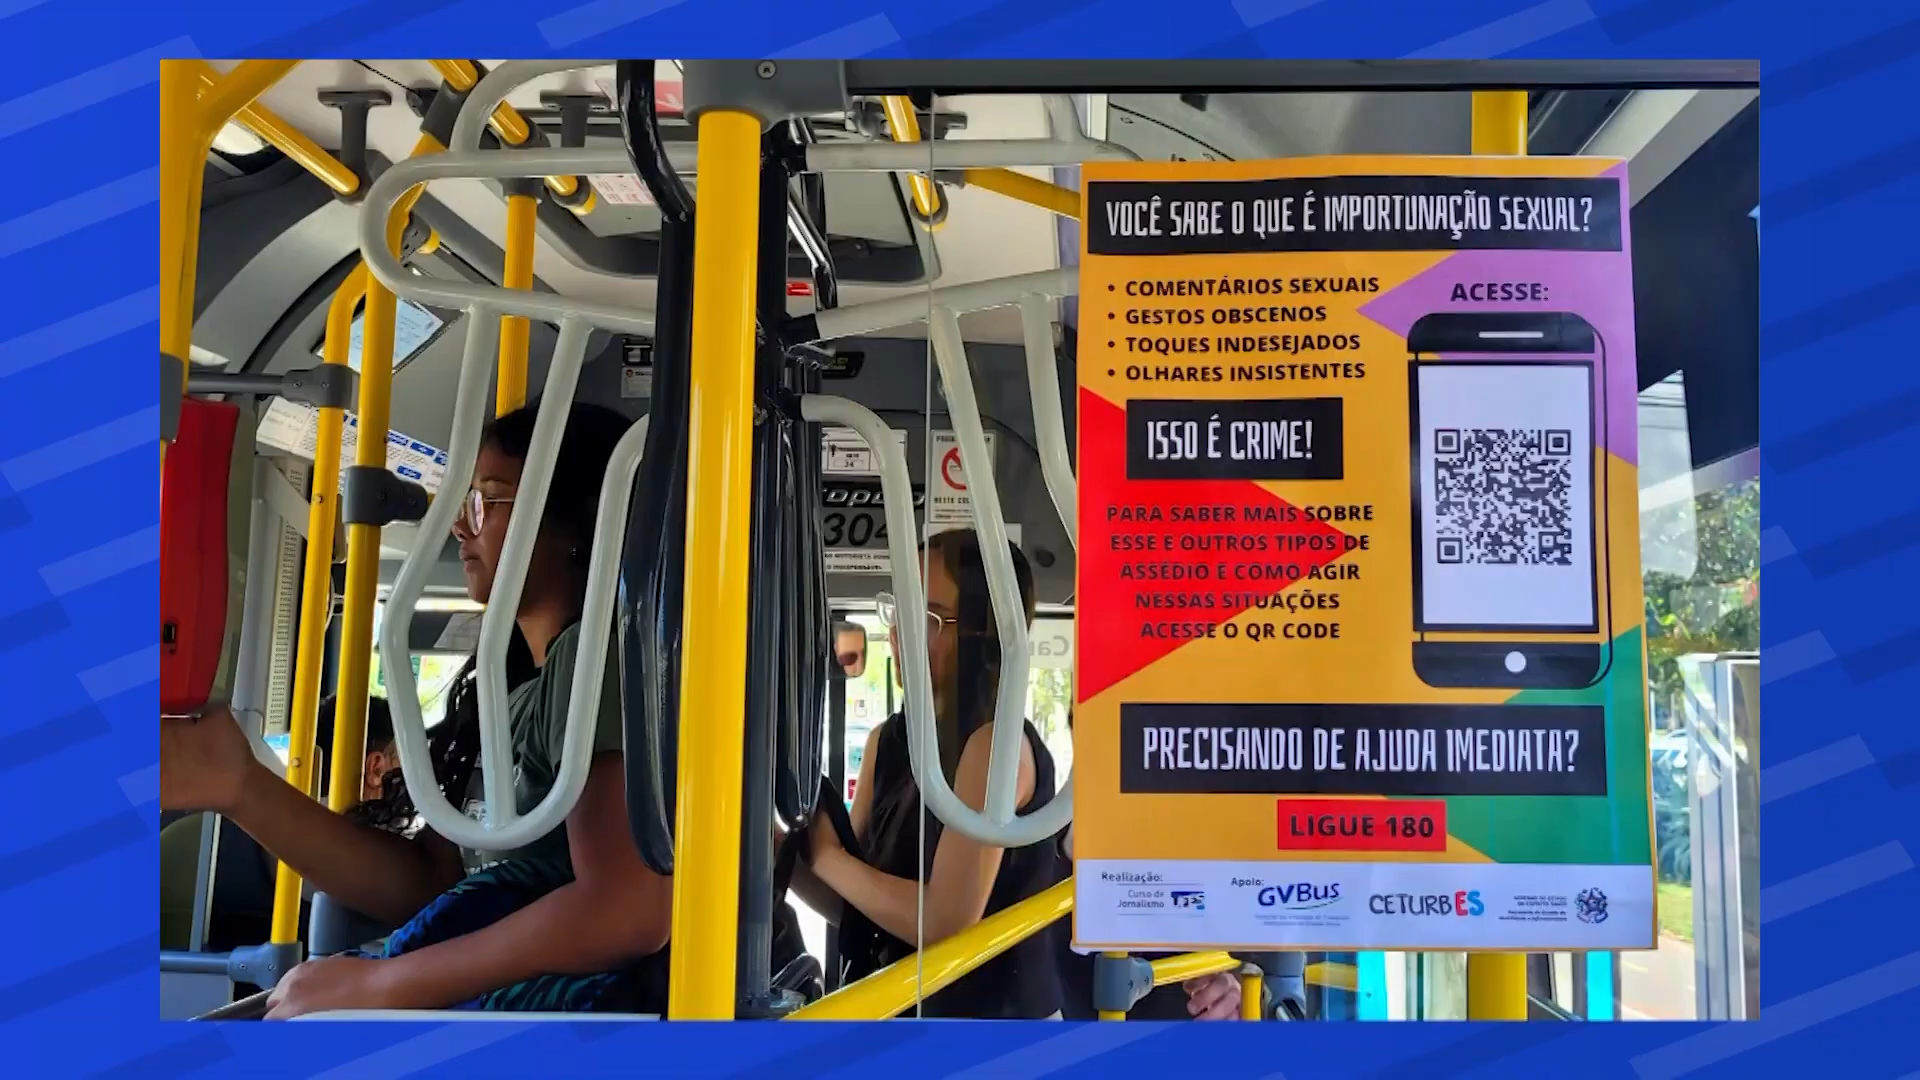 VOCÊ SABE O QUE É IMPORTUNAÇÃO SEXUAL?
• COMENTÁRIOS SEXUAIS
• GESTOS OBSCENOS
• TOQUES INDESEJADOS
• OLHARES INSISTENTES
ACESSE:
ISSO É CRIME!
PARA SABER MAIS SOBRE
ESSE E OUTROS TIPOS DE
ASSÉDIO E COMO AGIR
NESSAS SITUAÇÕES
ACESSE O QR CODE
PRECISANDO DE AJUDA IMEDIATA?
LIGUE 180
Realização:
Curso de
Jornalismo
Apoio:
GVBus
CETURBES
304